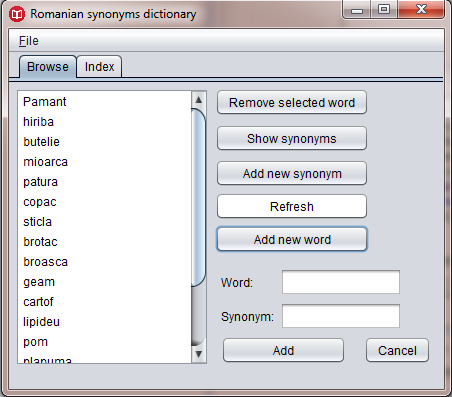 Romanian synonyms dictionary
File
Browse Index
Pamant
hiriba
butelie
mioarca
patura
copac
sticla
brotac
broasca
geam
cartof
lipideu
pom
planuma
Remove selected word
Show synonyms
Add new synonym
Refresh
Add new word
Word:
Synonym:
Add Cancel